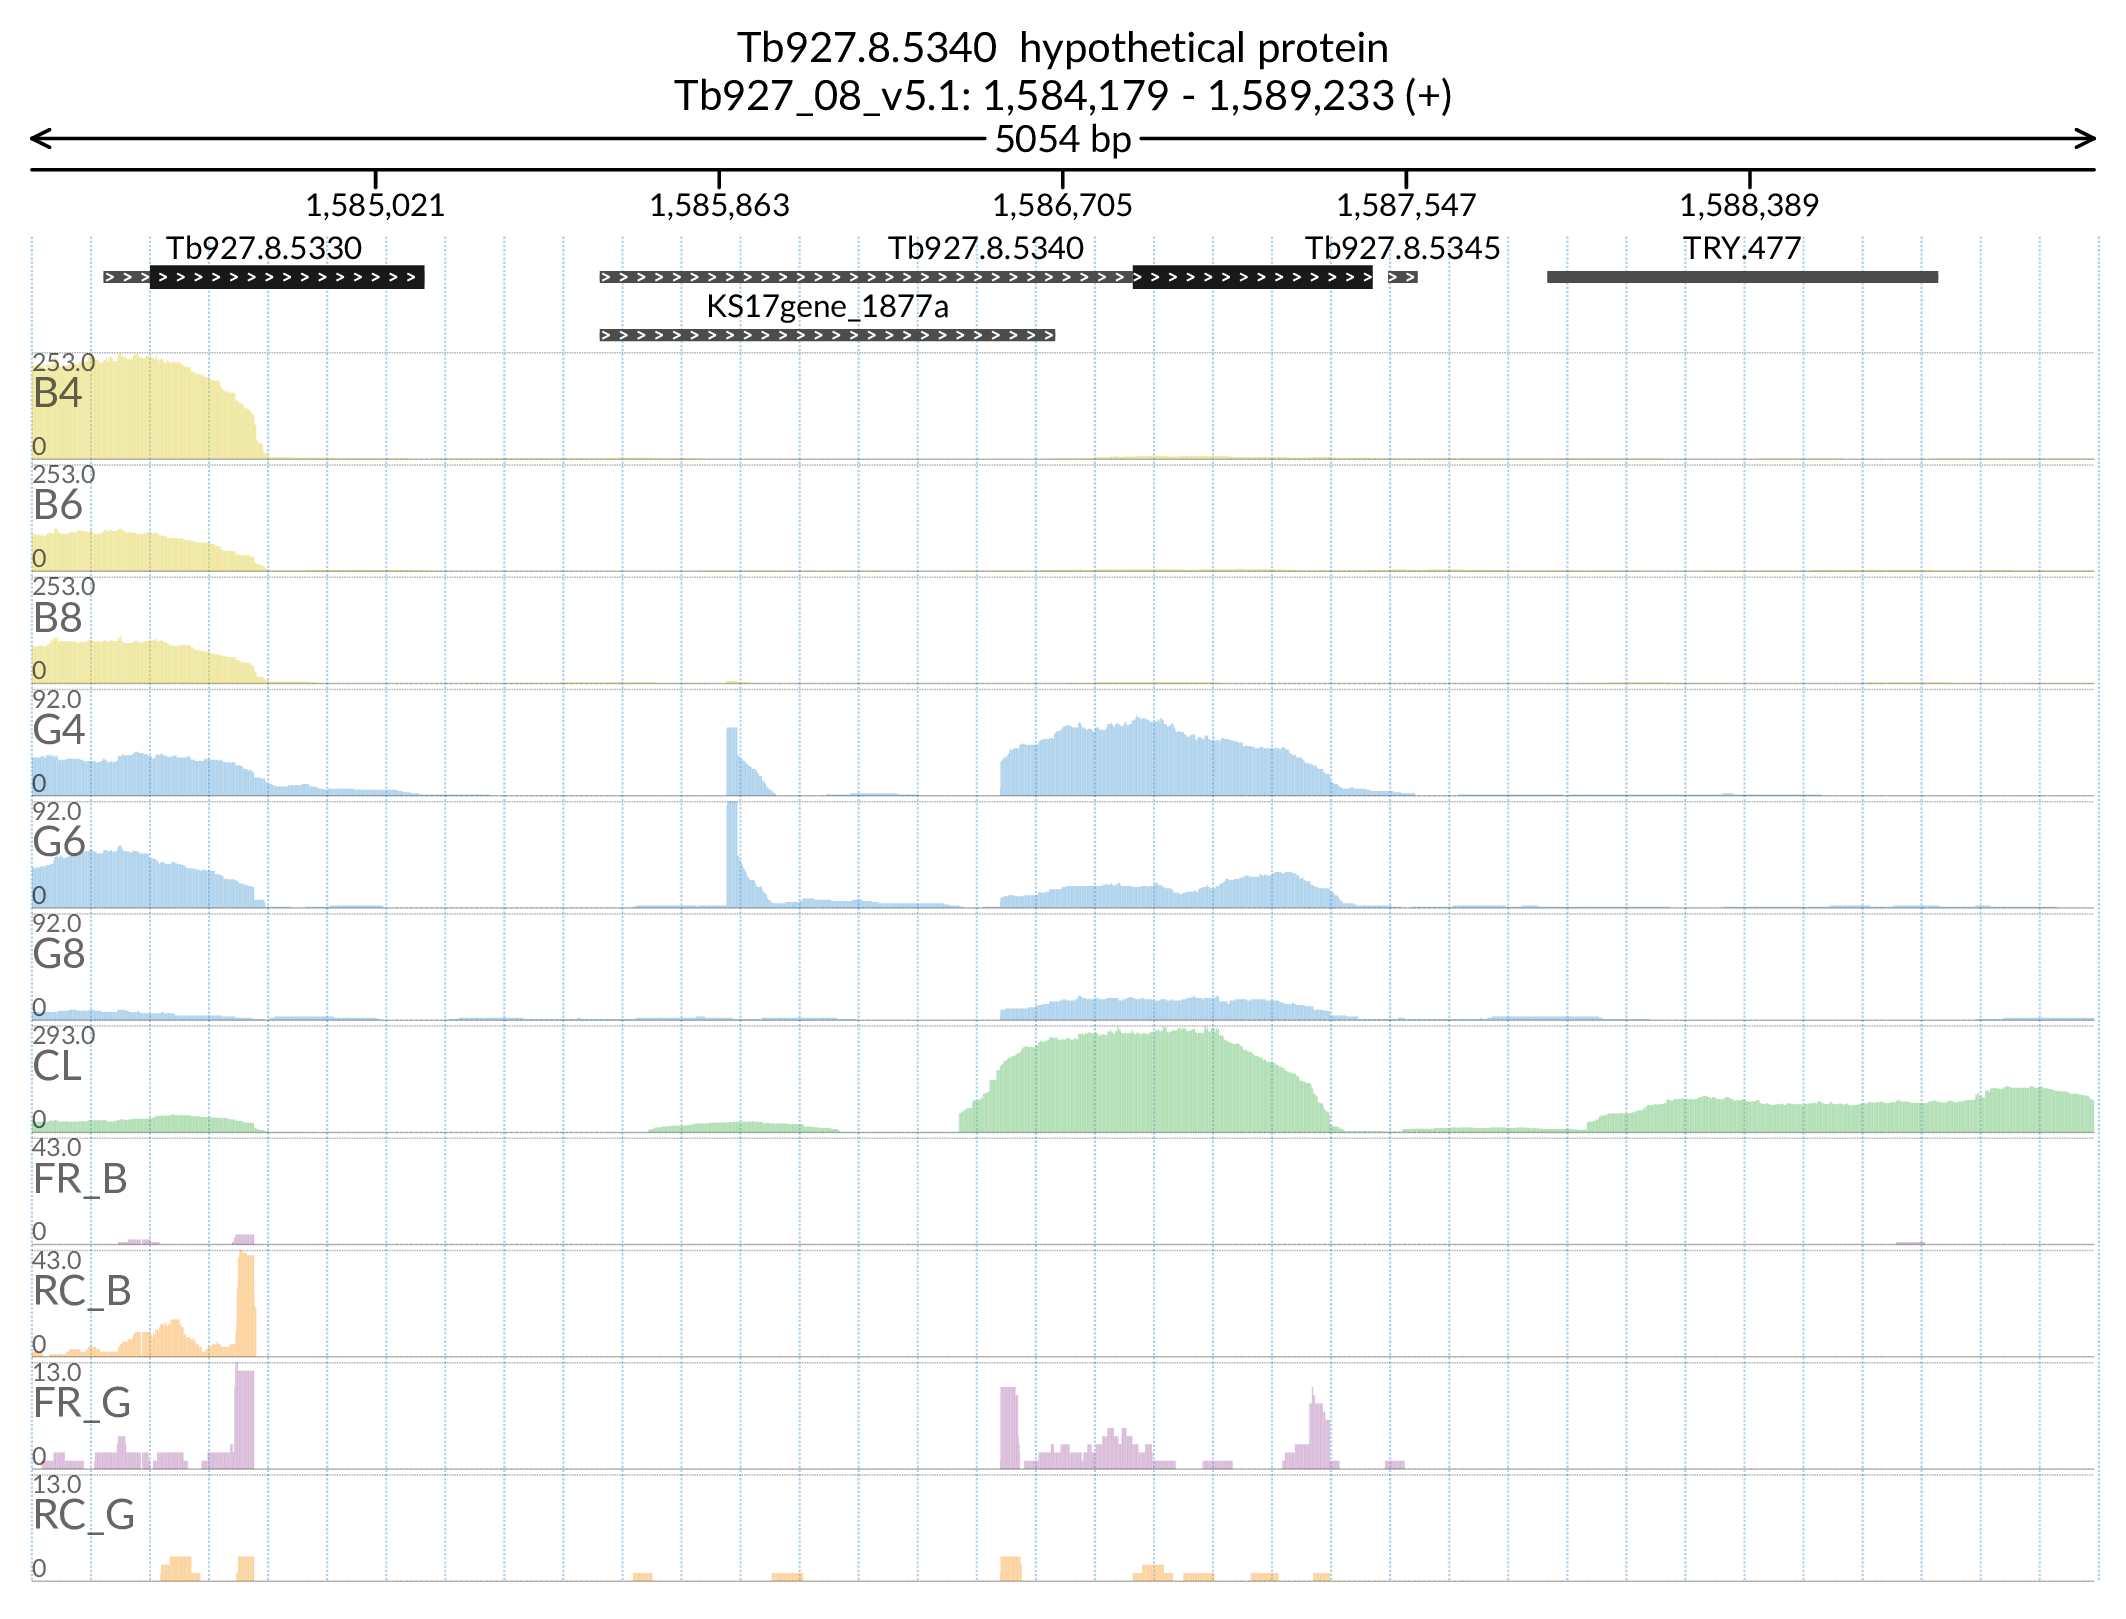 Tb927.8.5340 hypothetical protein
Tb927_08_v5.1: 1,584,179 - 1,589,233 (+)
5054 bp
1,585,021 1,585,863 1,586,705 1,587,547 1,588,389
Tb927.8.5330 Tb927.8.5340 Tb927.8.5345 TRY.477
KS17gene_1877a
253.0
B4
0
253.0
B6
0
253.0
B8
0
92.0
G4
0
92.0
G6
0
92.0
G8
0
293.0
CL
0
43.0
FR_B
0
43.0
RC_B
0
13.0
FR_G
0
13.0
RC_G
0